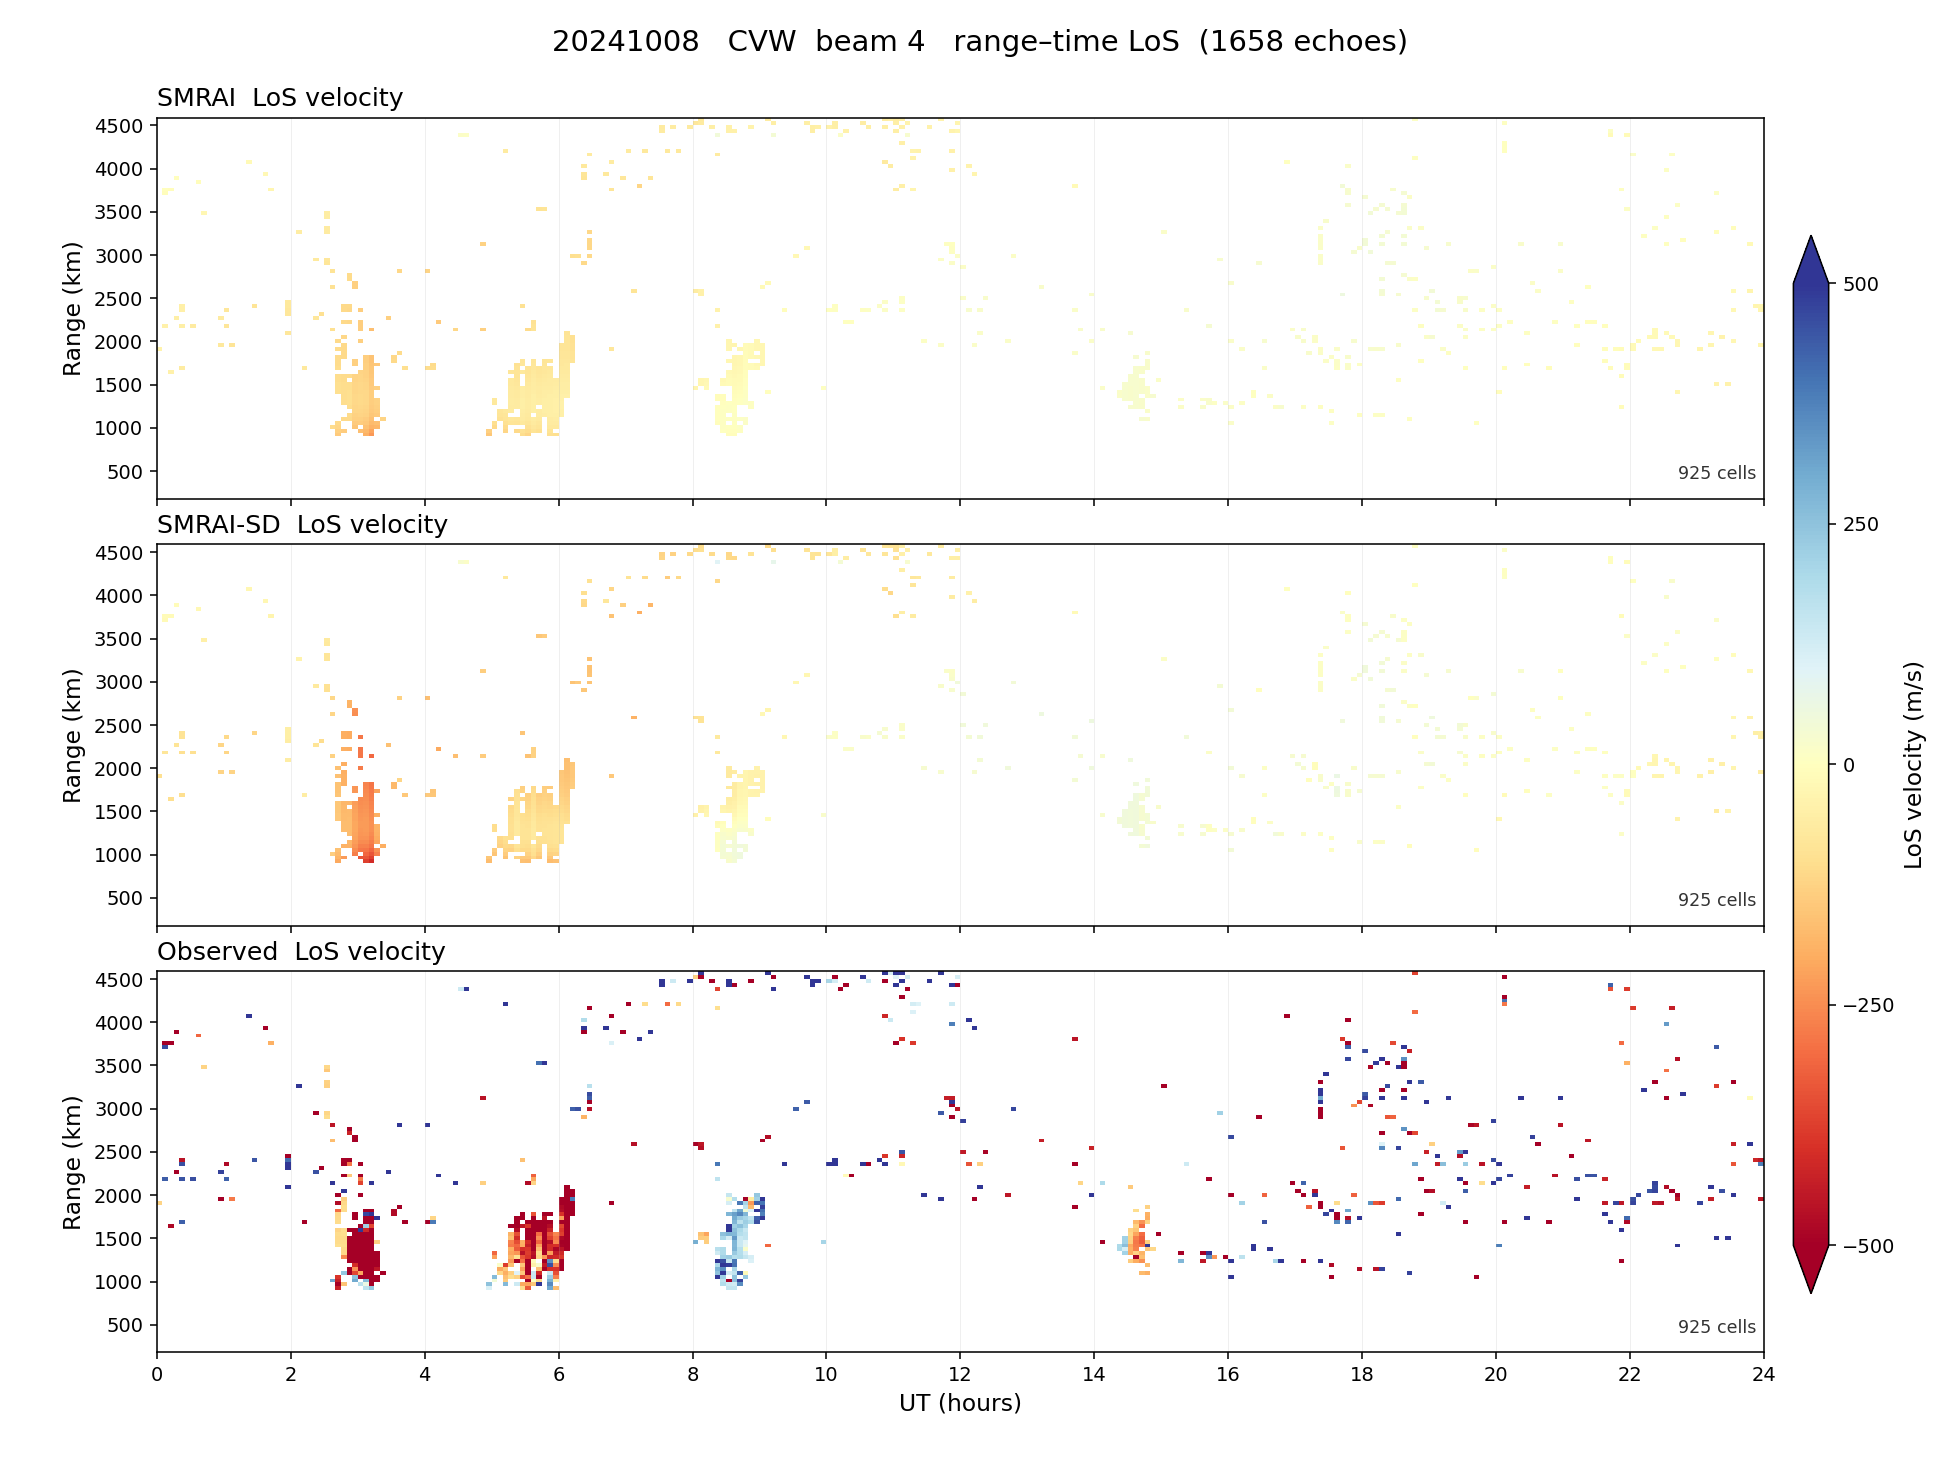 20241008   CVW  beam 4   range–time LoS  (1658 echoes)
SMRAI  LoS velocity
4500
4000
3500
3000
2500
2000
1500
1000
500
Range (km)
925 cells
SMRAI-SD  LoS velocity
4500
4000
3500
3000
2500
2000
1500
1000
500
Range (km)
925 cells
Observed  LoS velocity
4500
4000
3500
3000
2500
2000
1500
1000
500
Range (km)
925 cells
0 2 4 6 8 10 12 14 16 18 20 22 24
UT (hours)
500
250
0
−250
−500
LoS velocity (m/s)